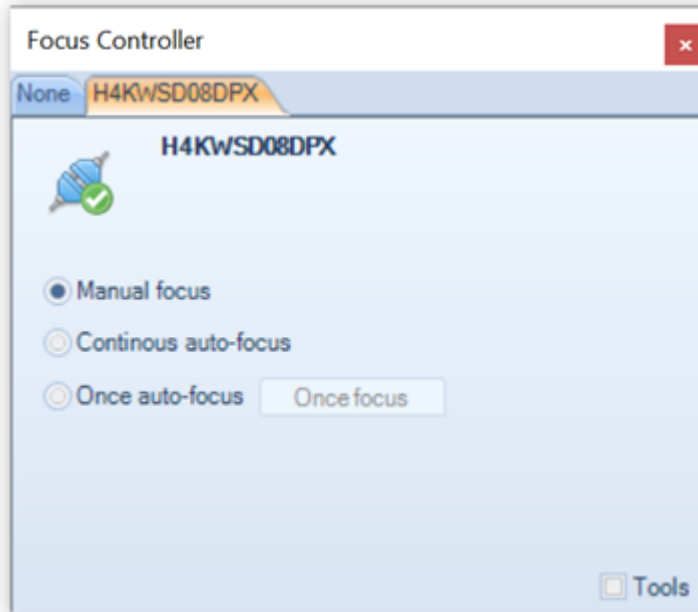 Focus Controller
None H4KWSD08DPX
H4KWSD08DPX
Manual focus
Continous auto-focus
Once auto-focus Once focus
Tools